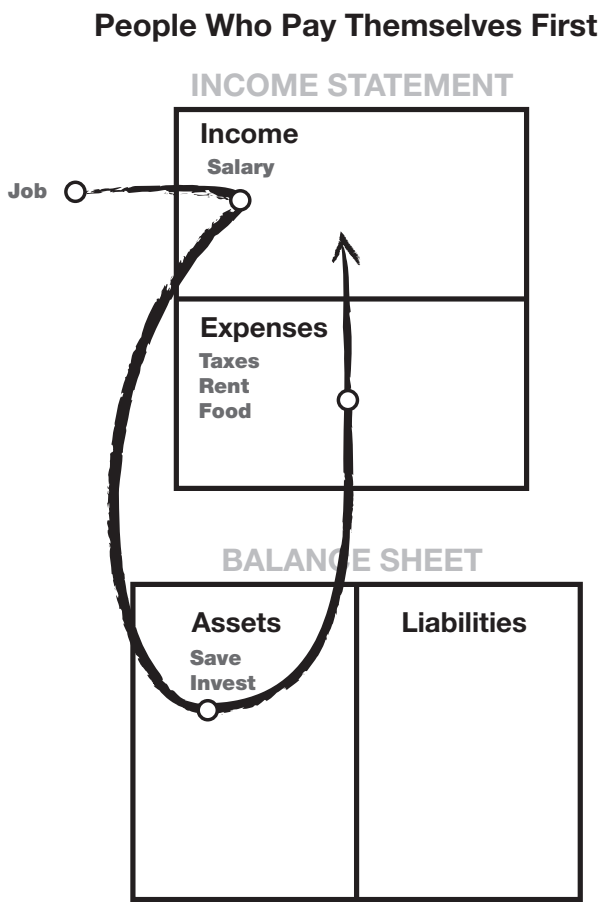 People Who Pay Themselves First
INCOME STATEMENT
Income
Salary
Job
Expenses
Taxes
Rent
Food
BALANCE SHEET
Assets
Save
Invest
Liabilities